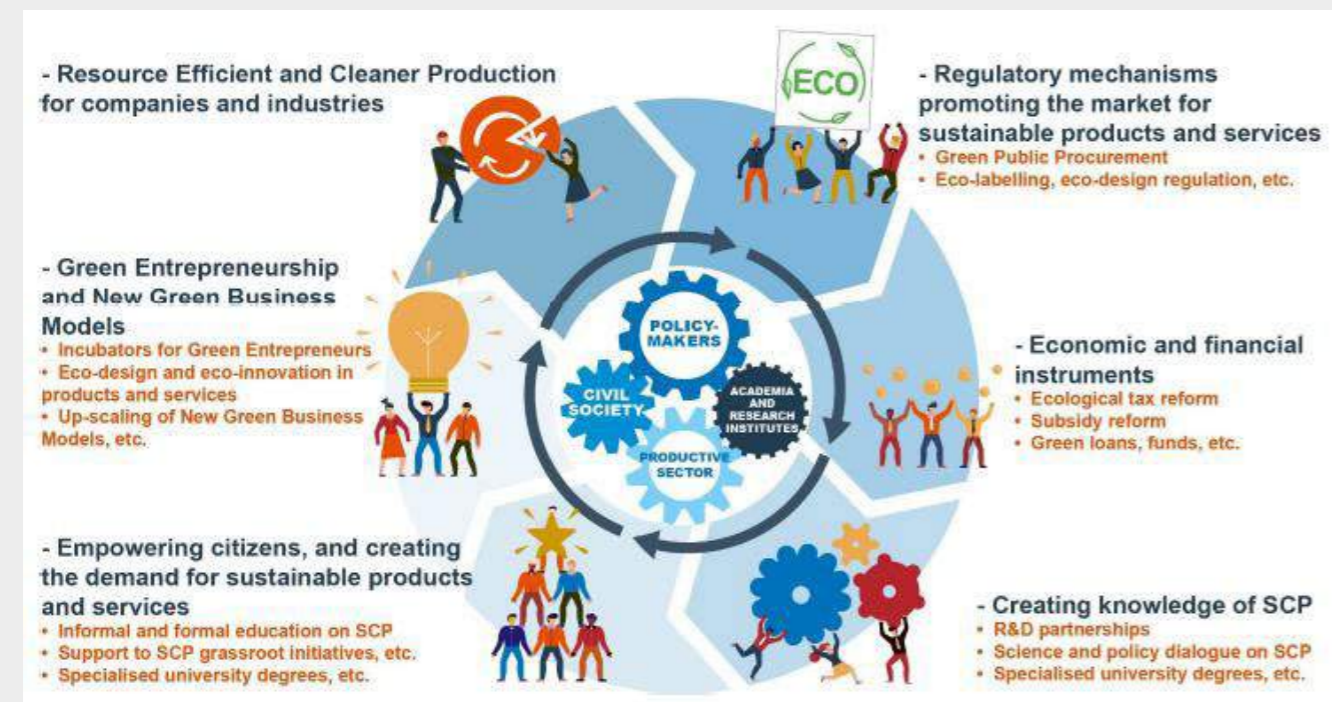 - Resource Efficient and Cleaner Production
for companies and industries
ECO
- Regulatory mechanisms
promoting the market for
sustainable products and services
• Green Public Procurement
• Eco-labelling, eco-design regulation, etc.
- Green Entrepreneurship
and New Green Business
Models
• Incubators for Green Entrepreneurs
• Eco-design and eco-innovation in
products and services
• Up-scaling of New Green Business
Models, etc.
POLICY-
MAKERS
CIVIL
SOCIETY
ACADEMIA
AND
RESEARCH
INSTITUTES
PRODUCTIVE
SECTOR
- Economic and financial
instruments
• Ecological tax reform
• Subsidy reform
• Green loans, funds, etc.
- Empowering citizens, and creating
the demand for sustainable products
and services
• Informal and formal education on SCP
• Support to SCP grassroot initiatives, etc.
• Specialised university degrees, etc.
- Creating knowledge of SCP
• R&D partnerships
• Science and policy dialogue on SCP
• Specialised university degrees, etc.